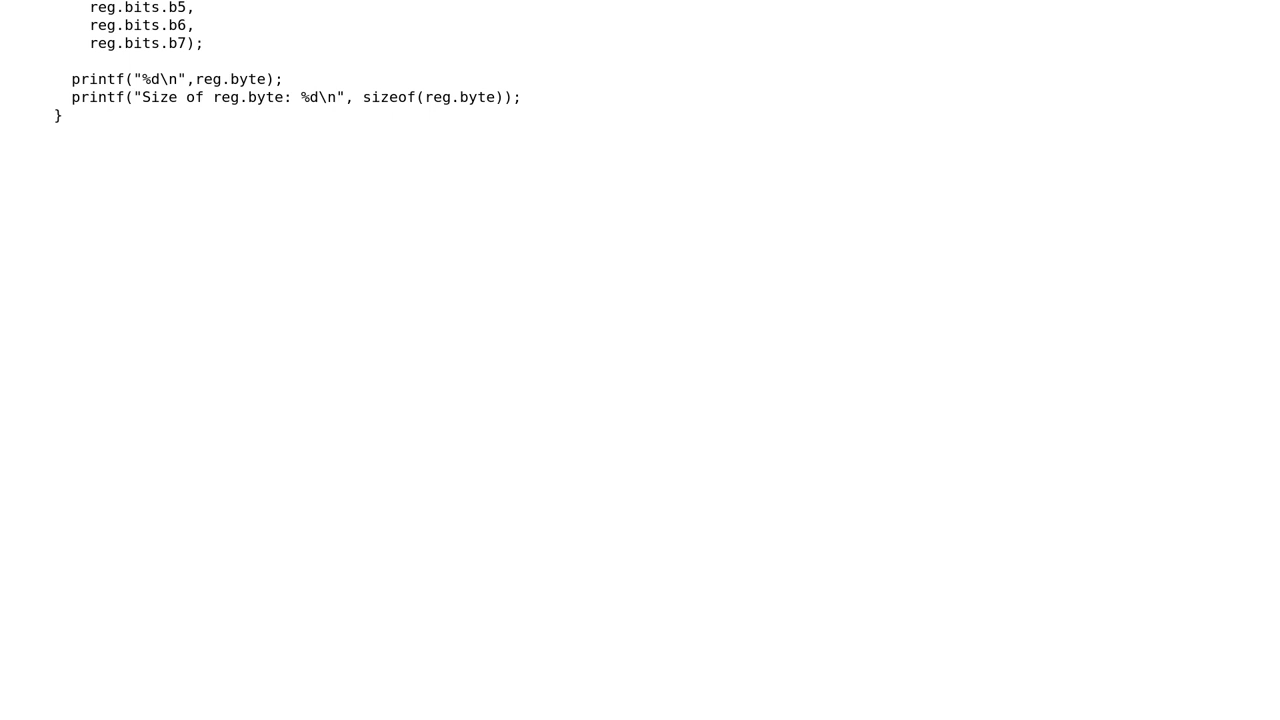 reg.bits.b5,
reg.bits.b6,
reg.bits.b7);
printf("%d\n",reg.byte);
printf("Size of reg.byte: %d\n", sizeof(reg.byte));
}